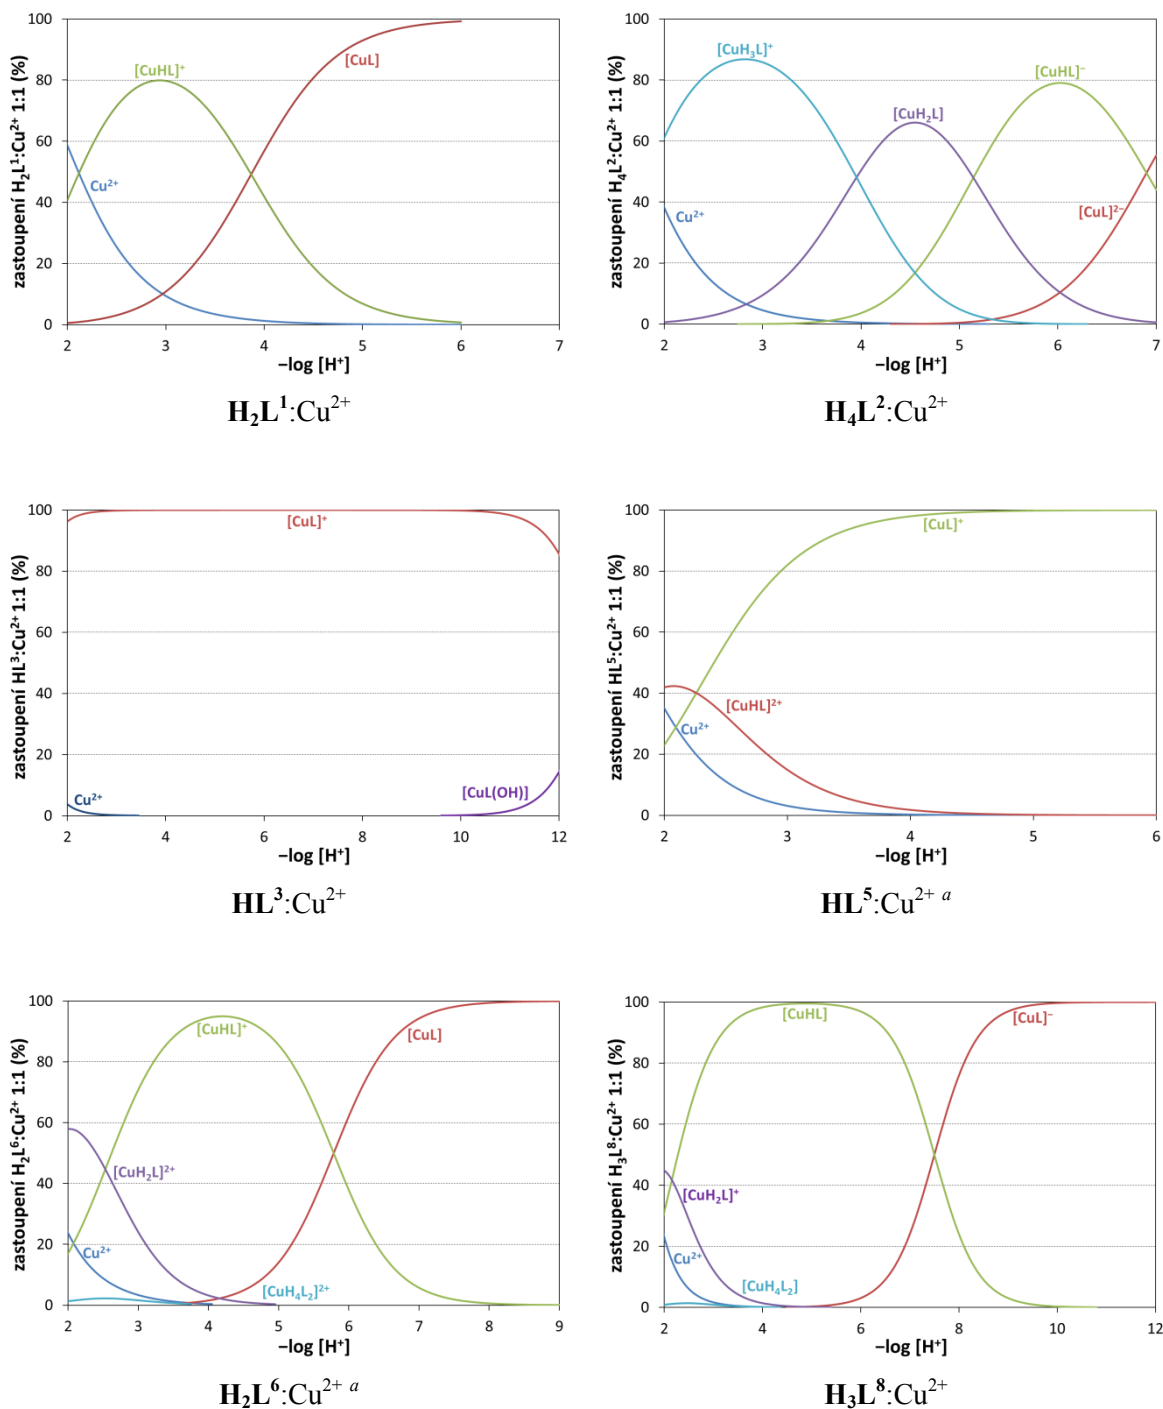 zastoupení H₂L¹:Cu²⁺ 1:1 (%)
100
80
60
40
20
0
[CuHL]⁺
[CuL]
Cu²⁺
2 3 4 5 6 7
−log [H⁺]
H₂L¹:Cu²⁺
zastoupení H₄L²:Cu²⁺ 1:1 (%)
100
80
60
40
20
0
[CuH₃L]⁺
[CuHL]⁻
[CuH₂L]
Cu²⁺
[CuL]²⁻
2 3 4 5 6 7
−log [H⁺]
H₄L²:Cu²⁺
zastoupení HL³:Cu²⁺ 1:1 (%)
100
80
60
40
20
0
[CuL]⁺
Cu²⁺
[CuL(OH)]
2 4 6 8 10 12
−log [H⁺]
HL³:Cu²⁺
zastoupení HL⁵:Cu²⁺ 1:1 (%)
100
80
60
40
20
0
[CuL]⁺
[CuHL]²⁺
Cu²⁺
2 3 4 5 6
−log [H⁺]
HL⁵:Cu²⁺ ᵃ
zastoupení H₂L⁶:Cu²⁺ 1:1 (%)
100
80
60
40
20
0
[CuHL]⁺
[CuL]
[CuH₂L]²⁺
Cu²⁺
[CuH₄L₂]²⁺
2 3 4 5 6 7 8 9
−log [H⁺]
H₂L⁶:Cu²⁺ ᵃ
zastoupení H₃L⁸:Cu²⁺ 1:1 (%)
100
80
60
40
20
0
[CuHL]
[CuL]⁻
[CuH₂L]⁺
Cu²⁺
[CuH₄L₂]
2 4 6 8 10 12
−log [H⁺]
H₃L⁸:Cu²⁺